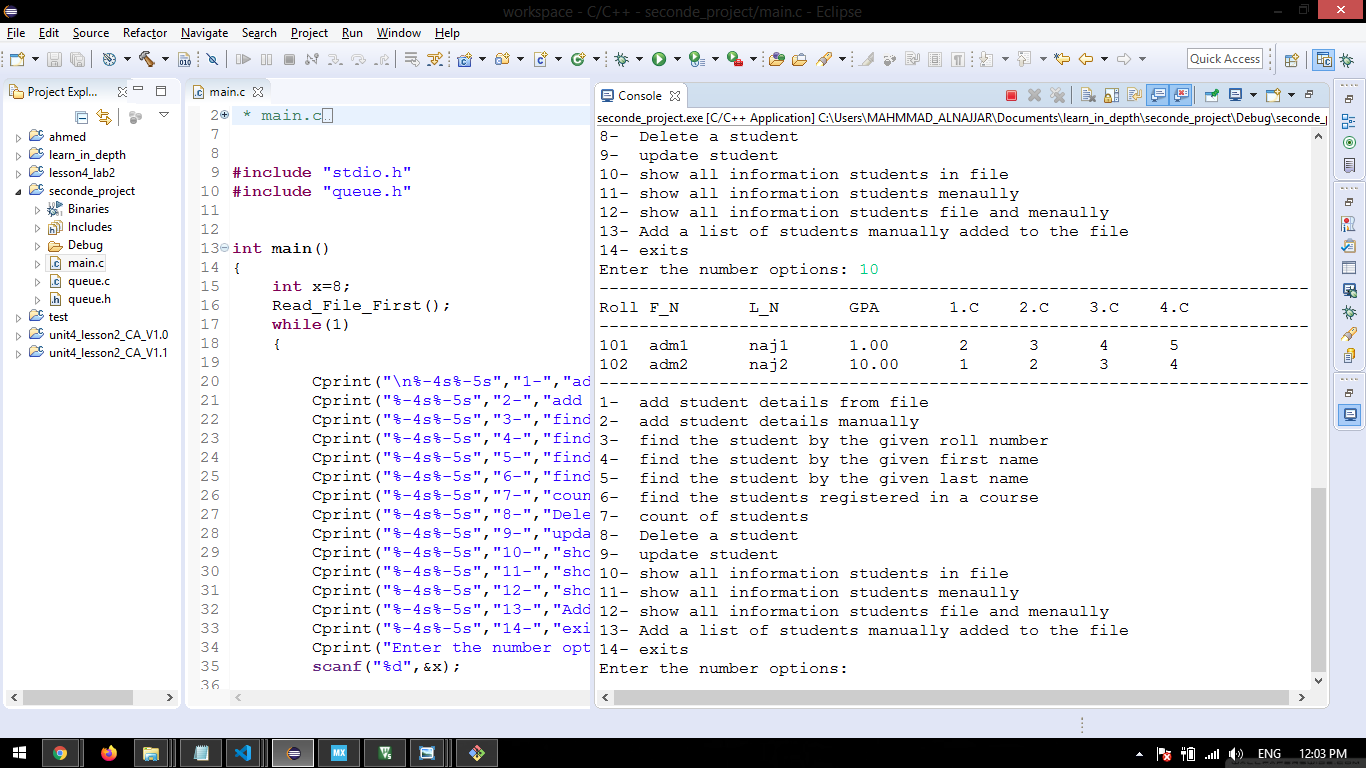 workspace - C/C++ - seconde_project/main.c - Eclipse
File Edit Source Refactor Navigate Search Project Run Window Help
Quick Access
Project Expl...
ahmed
learn_in_depth
lesson4_lab2
seconde_project
Binaries
Includes
Debug
main.c
queue.c
queue.h
test
unit4_lesson2_CA_V1.0
unit4_lesson2_CA_V1.1
main.c
2 * main.c
7
8
9 #include "stdio.h"
10 #include "queue.h"
11
12
13 int main()
14 {
15 int x=8;
16 Read_File_First();
17 while(1)
18 {
19
20 Cprint("\n%-4s%-5s","1-","ad
21 Cprint("%-4s%-5s","2-","add
22 Cprint("%-4s%-5s","3-","find
23 Cprint("%-4s%-5s","4-","find
24 Cprint("%-4s%-5s","5-","find
25 Cprint("%-4s%-5s","6-","find
26 Cprint("%-4s%-5s","7-","coun
27 Cprint("%-4s%-5s","8-","Dele
28 Cprint("%-4s%-5s","9-","upda
29 Cprint("%-4s%-5s","10-","sho
30 Cprint("%-4s%-5s","11-","sho
31 Cprint("%-4s%-5s","12-","sho
32 Cprint("%-4s%-5s","13-","Add
33 Cprint("%-4s%-5s","14-","exi
34 Cprint("Enter the number opt
35 scanf("%d",&x);
36
Console
seconde_project.exe [C/C++ Application] C:\Users\MAHMMAD_ALNAJJAR\Documents\learn_in_depth\seconde_project\Debug\seconde_p
8- Delete a student
9- update student
10- show all information students in file
11- show all information students menaully
12- show all information students file and menaully
13- Add a list of students manually added to the file
14- exits
Enter the number options: 10
Roll F_N L_N GPA 1.C 2.C 3.C 4.C
101 adm1 naj1 1.00 2 3 4 5
102 adm2 naj2 10.00 1 2 3 4
1- add student details from file
2- add student details manually
3- find the student by the given roll number
4- find the student by the given first name
5- find the student by the given last name
6- find the students registered in a course
7- count of students
8- Delete a student
9- update student
10- show all information students in file
11- show all information students menaully
12- show all information students file and menaully
13- Add a list of students manually added to the file
14- exits
Enter the number options:
ENG 12:03 PM